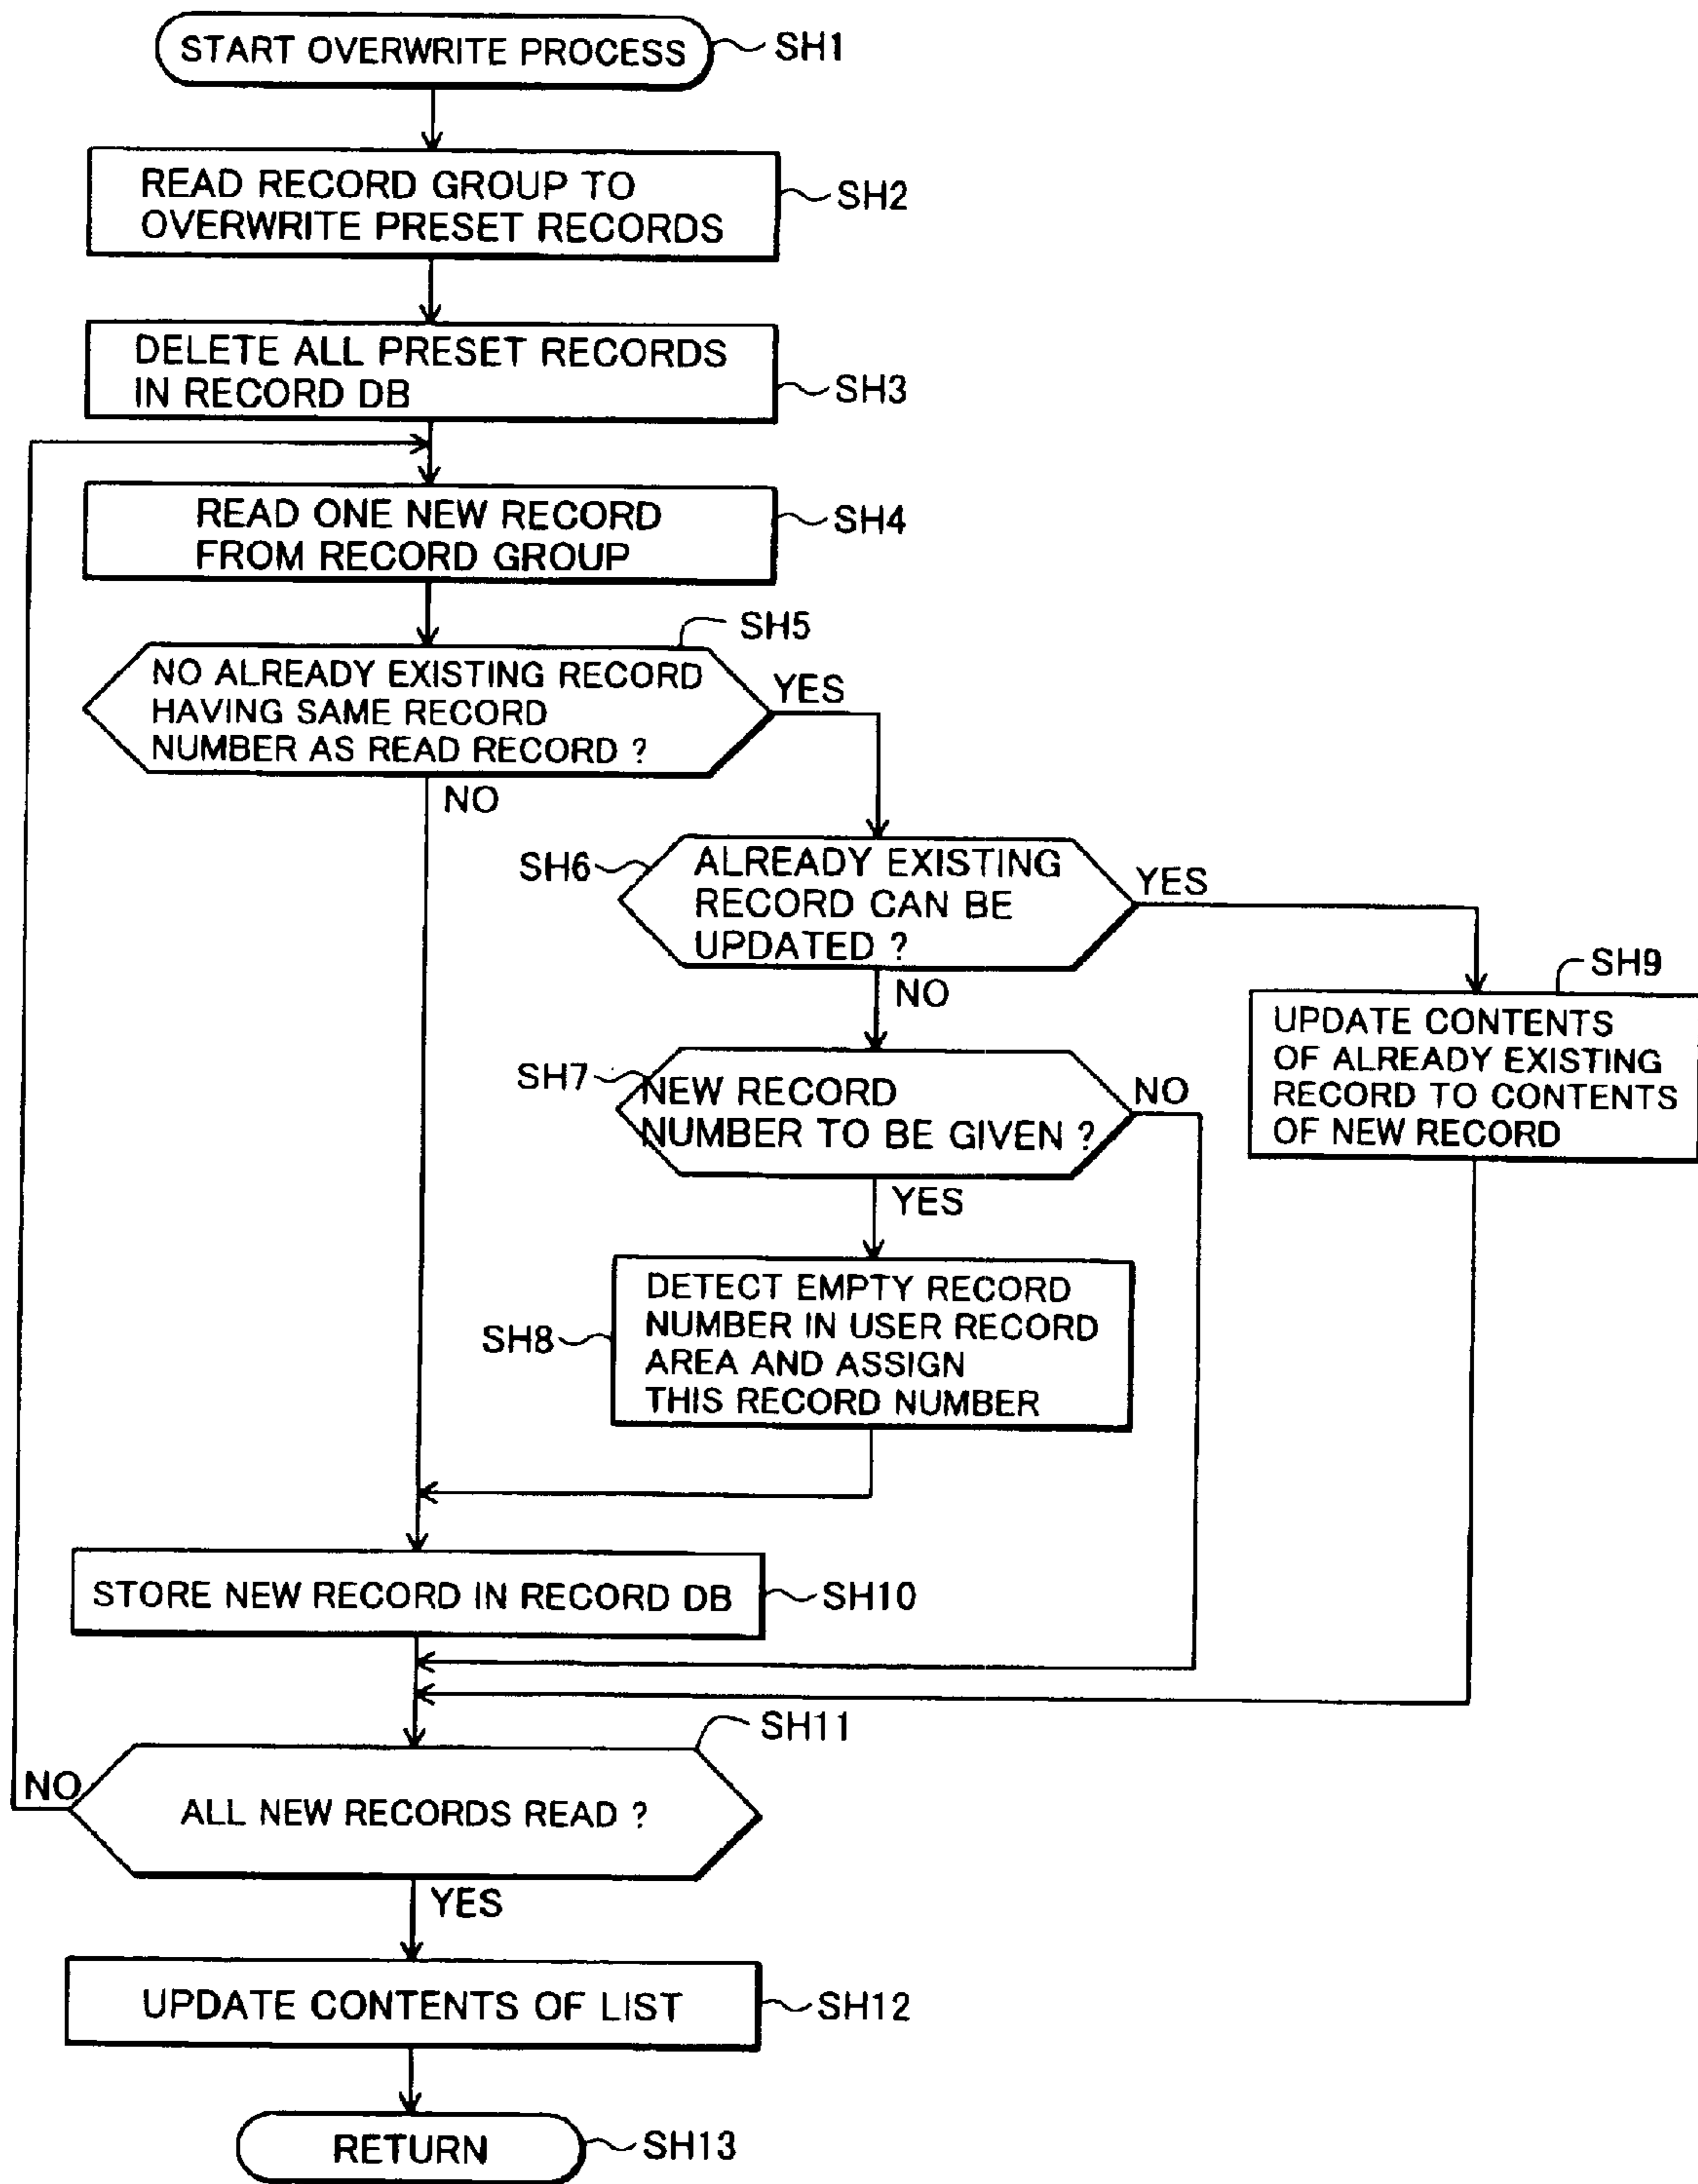 START OVERWRITE PROCESS
SH1
READ RECORD GROUP TO
OVERWRITE PRESET RECORDS
SH2
DELETE ALL PRESET RECORDS
IN RECORD DB
SH3
READ ONE NEW RECORD
FROM RECORD GROUP
SH4
SH5
NO ALREADY EXISTING RECORD
HAVING SAME RECORD
NUMBER AS READ RECORD ?
YES
NO
SH6
ALREADY EXISTING
RECORD CAN BE
UPDATED ?
YES
NO
SH9
UPDATE CONTENTS
OF ALREADY EXISTING
RECORD TO CONTENTS
OF NEW RECORD
SH7
NEW RECORD
NUMBER TO BE GIVEN ?
NO
YES
SH8
DETECT EMPTY RECORD
NUMBER IN USER RECORD
AREA AND ASSIGN
THIS RECORD NUMBER
STORE NEW RECORD IN RECORD DB
SH10
SH11
NO
ALL NEW RECORDS READ ?
YES
UPDATE CONTENTS OF LIST
SH12
RETURN
SH13